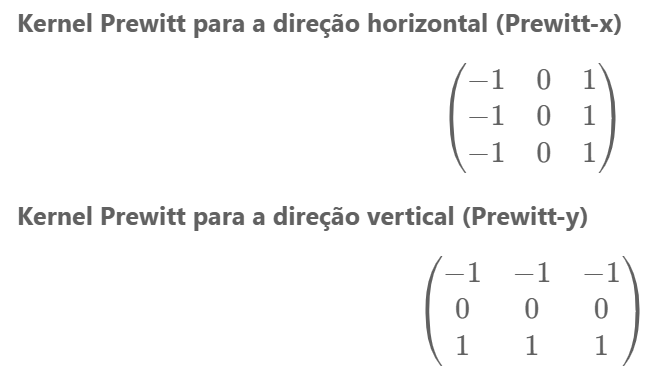 Kernel Prewitt para a direção horizontal (Prewitt-x)
−1 0 1
−1 0 1
−1 0 1
Kernel Prewitt para a direção vertical (Prewitt-y)
−1 −1 −1
0 0 0
1 1 1